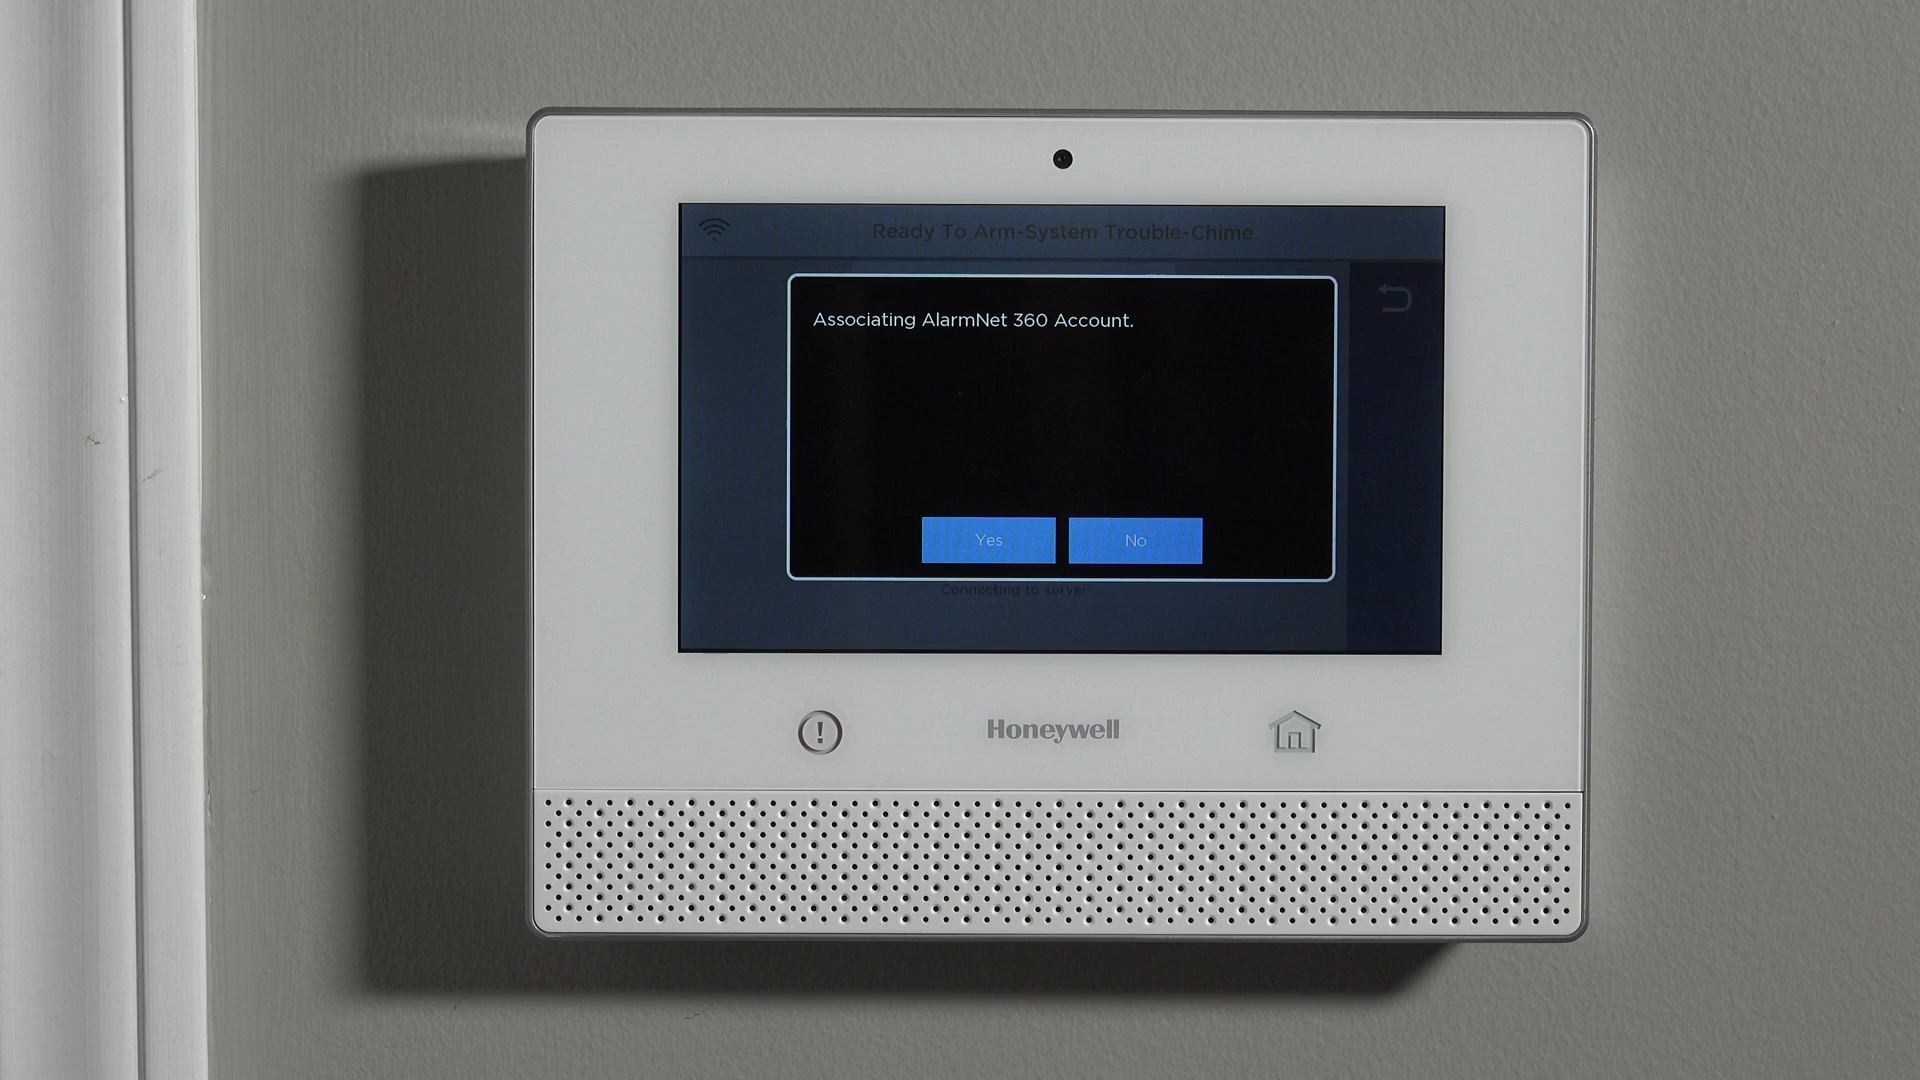 Ready To Arm-System Trouble-Chime
Associating AlarmNet 360 Account.
Yes No
Connecting to server
Honeywell